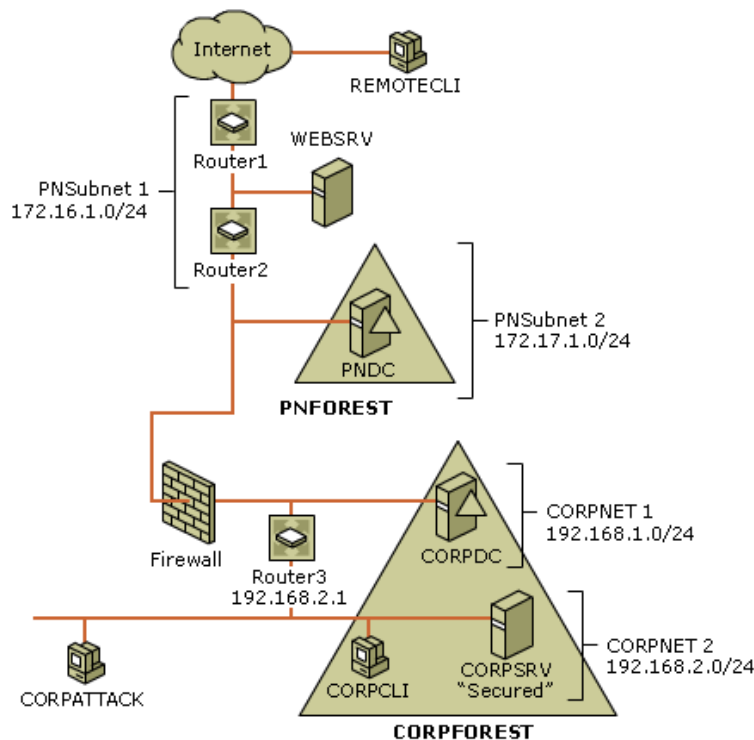 Internet
REMOTECLI
Router1
WEBSRV
PNSubnet 1
172.16.1.0/24
Router2
PNSubnet 2
172.17.1.0/24
PNDC
PNFOREST
Firewall
Router3
192.168.2.1
CORPDC
CORPNET 1
192.168.1.0/24
CORPATTACK
CORPCLI
CORPSRV
“Secured”
CORPNET 2
192.168.2.0/24
CORPFOREST